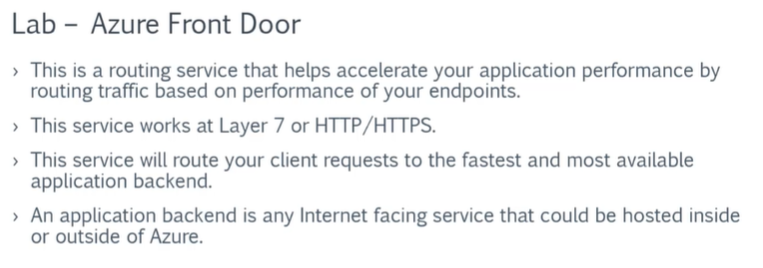 Lab – Azure Front Door
› This is a routing service that helps accelerate your application performance by
routing traffic based on performance of your endpoints.
› This service works at Layer 7 or HTTP/HTTPS.
› This service will route your client requests to the fastest and most available
application backend.
› An application backend is any Internet facing service that could be hosted inside
or outside of Azure.